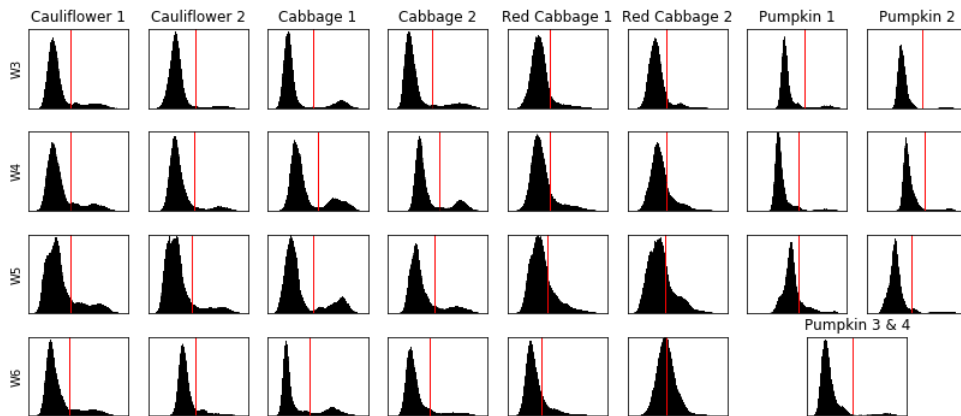 Cauliflower 1 Cauliflower 2 Cabbage 1 Cabbage 2 Red Cabbage 1 Red Cabbage 2 Pumpkin 1 Pumpkin 2
W3
W4
W5
Pumpkin 3 & 4
W6